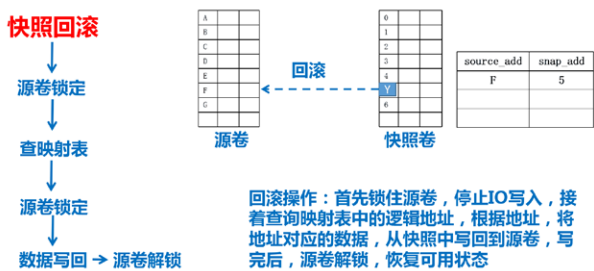 快照回滚
源卷锁定
查映射表
源卷锁定
数据写回 → 源卷解锁
A
B
C
D
E
F
G
源卷
回滚
0
1
2
3
4
Y
6
快照卷
source_add snap_add
F 5
回滚操作：首先锁住源卷，停止IO写入，接
着查询映射表中的逻辑地址，根据地址，将
地址对应的数据，从快照中写回到源卷，写
完后，源卷解锁，恢复可用状态